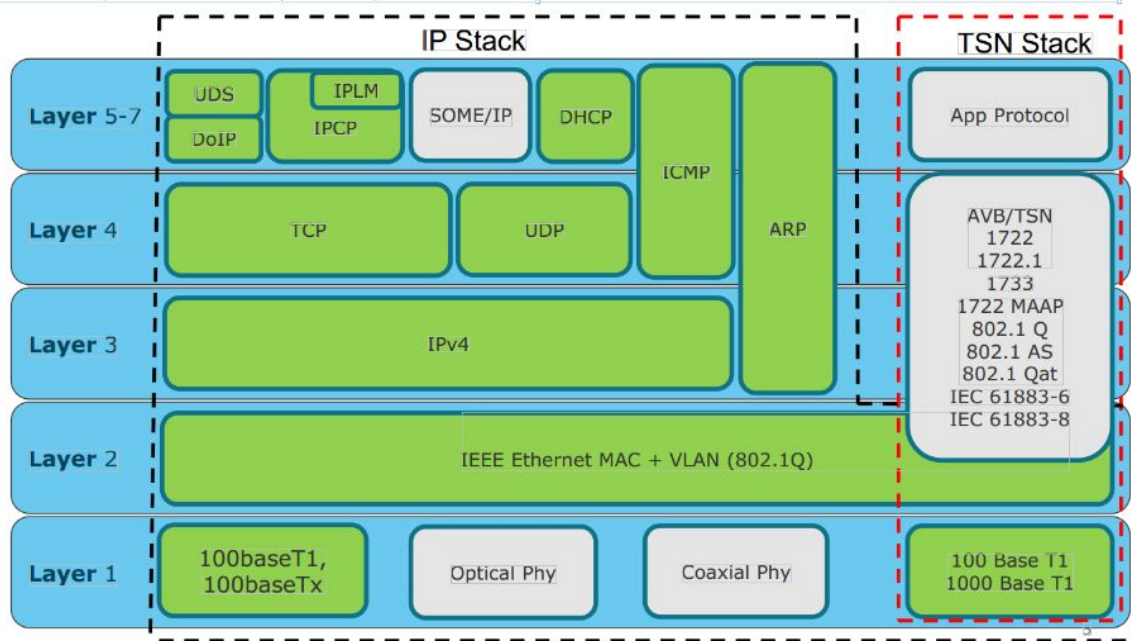 IP Stack
TSN Stack
Layer 5-7
UDS
DoIP
IPLM
IPCP
SOME/IP
DHCP
ICMP
ARP
App Protocol
Layer 4
TCP
UDP
AVB/TSN
1722
1722.1
1733
1722 MAAP
802.1 Q
802.1 AS
802.1 Qat
IEC 61883-6
IEC 61883-8
Layer 3
IPv4
Layer 2
IEEE Ethernet MAC + VLAN (802.1Q)
Layer 1
100baseT1,
100baseTx
Optical Phy
Coaxial Phy
100 Base T1
1000 Base T1